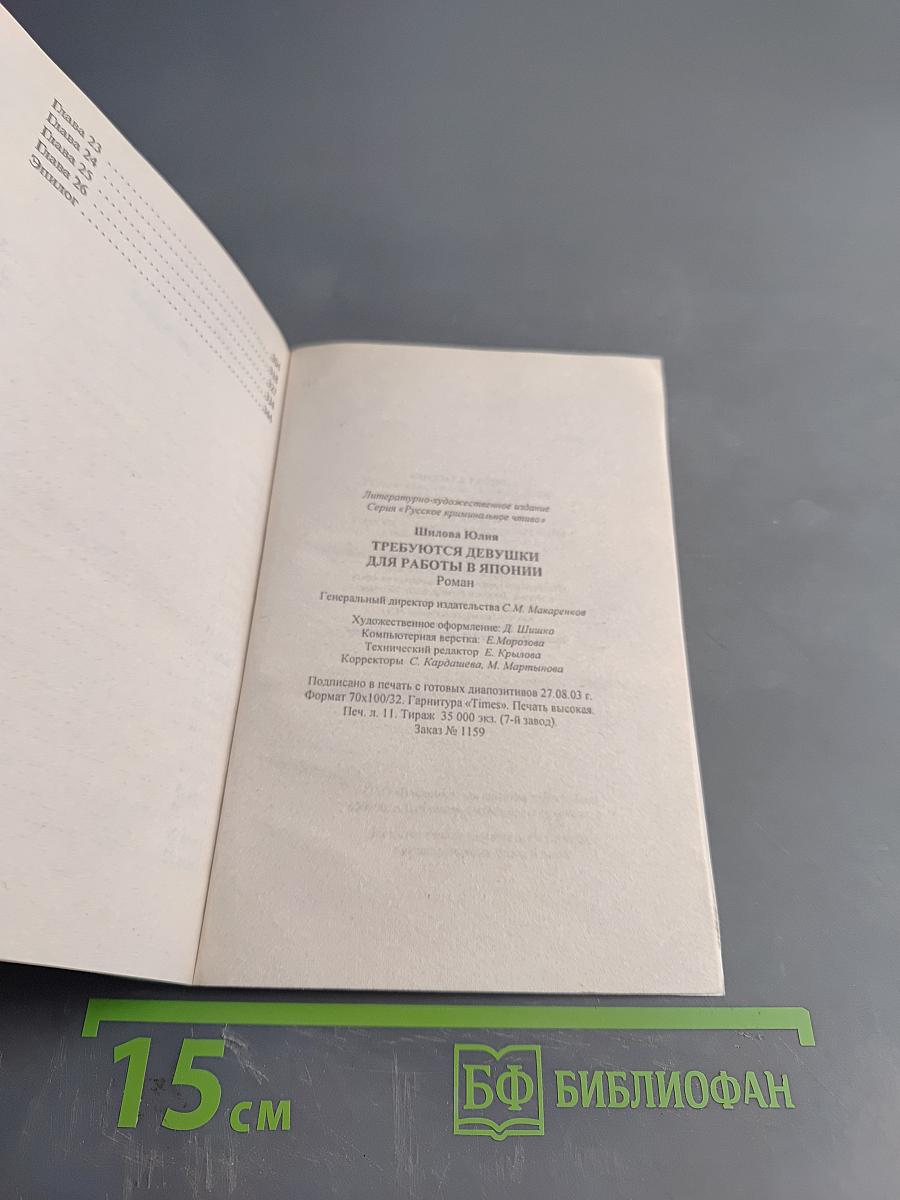 Глава 23
Глава 24
Глава 25
Глава 26
Эпилог
Литературно-художественное издание
Серия «Русское криминальное чтиво»
Шилова Юлия
ТРЕБУЮТСЯ ДЕВУШКИ
ДЛЯ РАБОТЫ В ЯПОНИИ
Роман
Генеральный директор издательства С.М. Макаренков
Художественное оформление: Д. Шишко
Компьютерная верстка: Е.Морозова
Технический редактор Е. Крылова
Корректоры С. Кардашева, М. Мартынова
Подписано в печать с готовых диапозитивов 27.08.03 г.
Формат 70х100/32. Гарнитура «Times». Печать высокая.
Печ. л. 11. Тираж 35 000 экз. (7-й завод).
Заказ № 1159
15 см
БФ БИБЛИОФАН